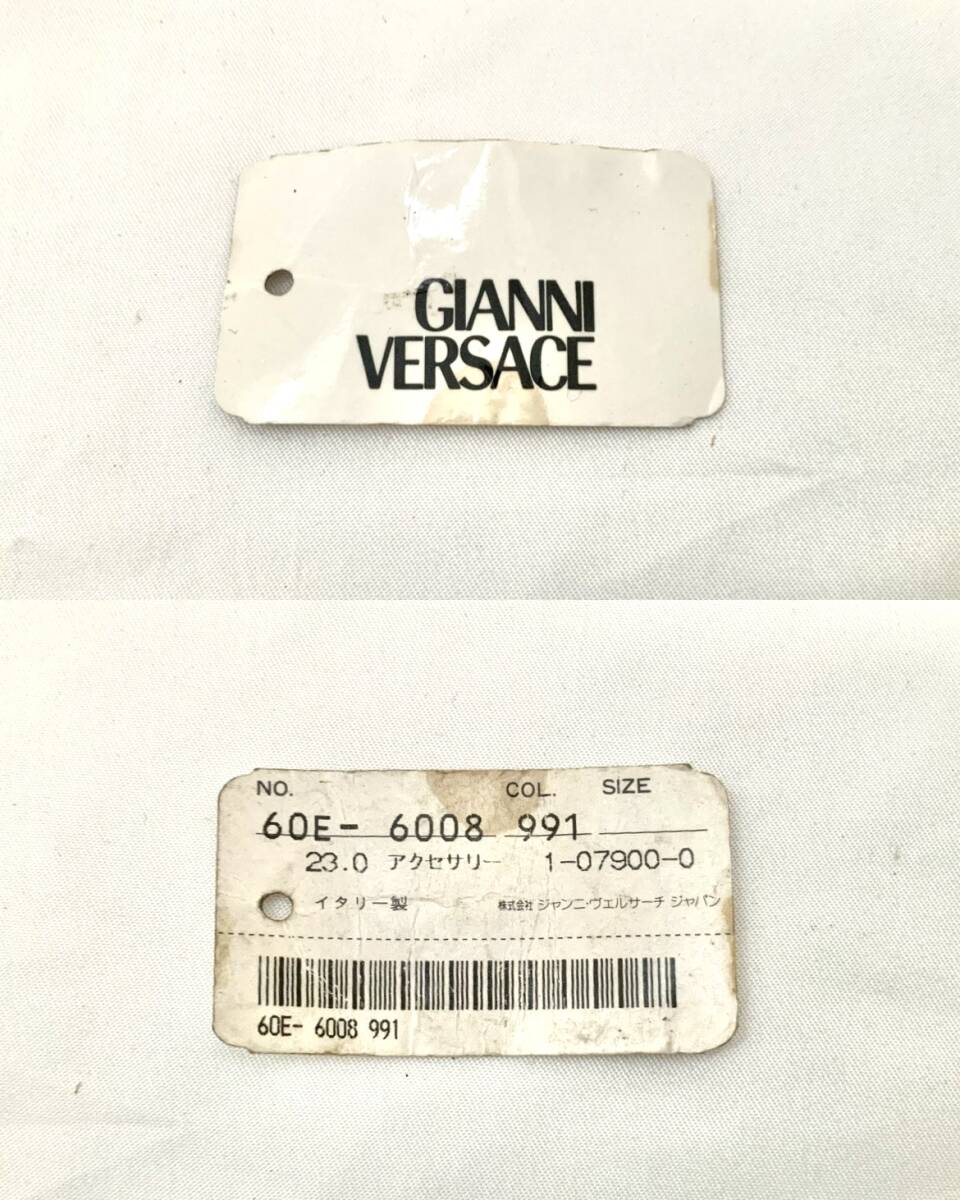 GIANNI
VERSACE
NO. COL. SIZE
60E- 6008 991
23.0 アクセサリー 1-07900-0
イタリー製 株式会社 ジャンニ・ヴェルサーチ ジャパン
60E- 6008 991